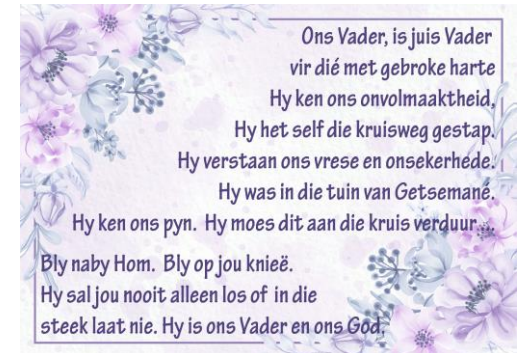 Ons Vader, is juis Vader
vir dié met gebroke harte
Hy ken ons onvolmaaktheid,
Hy het self die kruisweg gestap.
Hy verstaan ons vrese en onsekerhede.
Hy was in die tuin van Getsemané.
Hy ken ons pyn. Hy moes dit aan die kruis verduur...
Bly naby Hom. Bly op jou knieë.
Hy sal jou nooit alleen los of in die
steek laat nie. Hy is ons Vader en ons God.